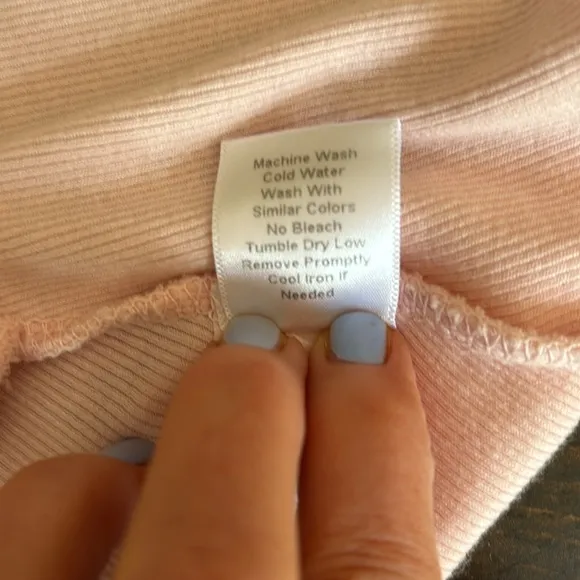 Machine Wash
Cold Water
Wash With
Similar Colors
No Bleach
Tumble Dry Low
Remove Promptly
Cool Iron if
Needed